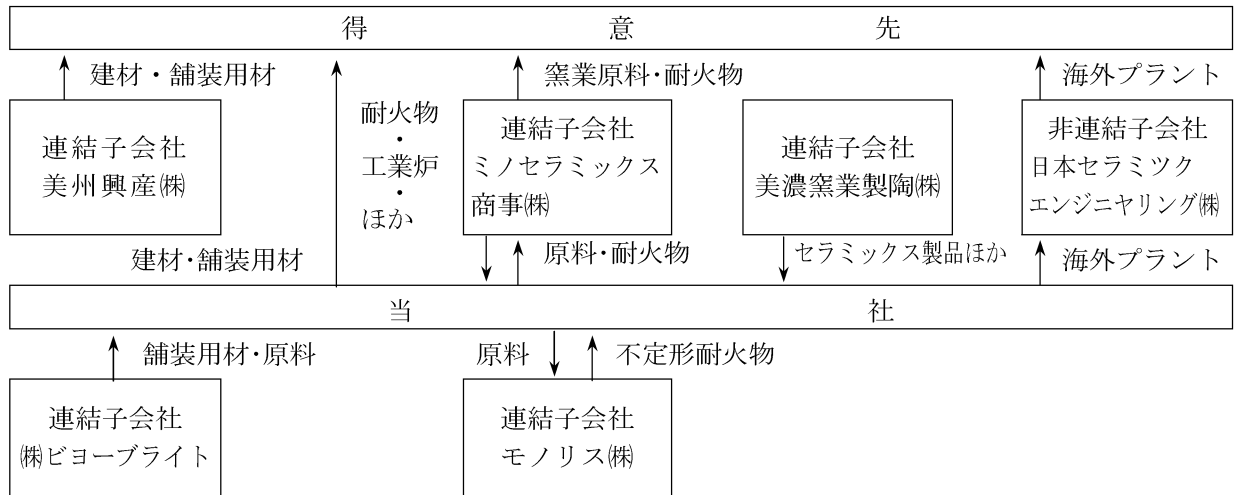 得意先
建材・舗装用材
耐火物
・
工業炉
・
ほか
窯業原料・耐火物
海外プラント
連結子会社
美州興産㈱
連結子会社
ミノセラミックス
商事㈱
連結子会社
美濃窯業製陶㈱
非連結子会社
日本セラミツク
エンジニヤリング㈱
建材・舗装用材
原料・耐火物
セラミックス製品ほか
海外プラント
当社
舗装用材・原料
原料
不定形耐火物
連結子会社
㈱ビヨーブライト
連結子会社
モノリス㈱